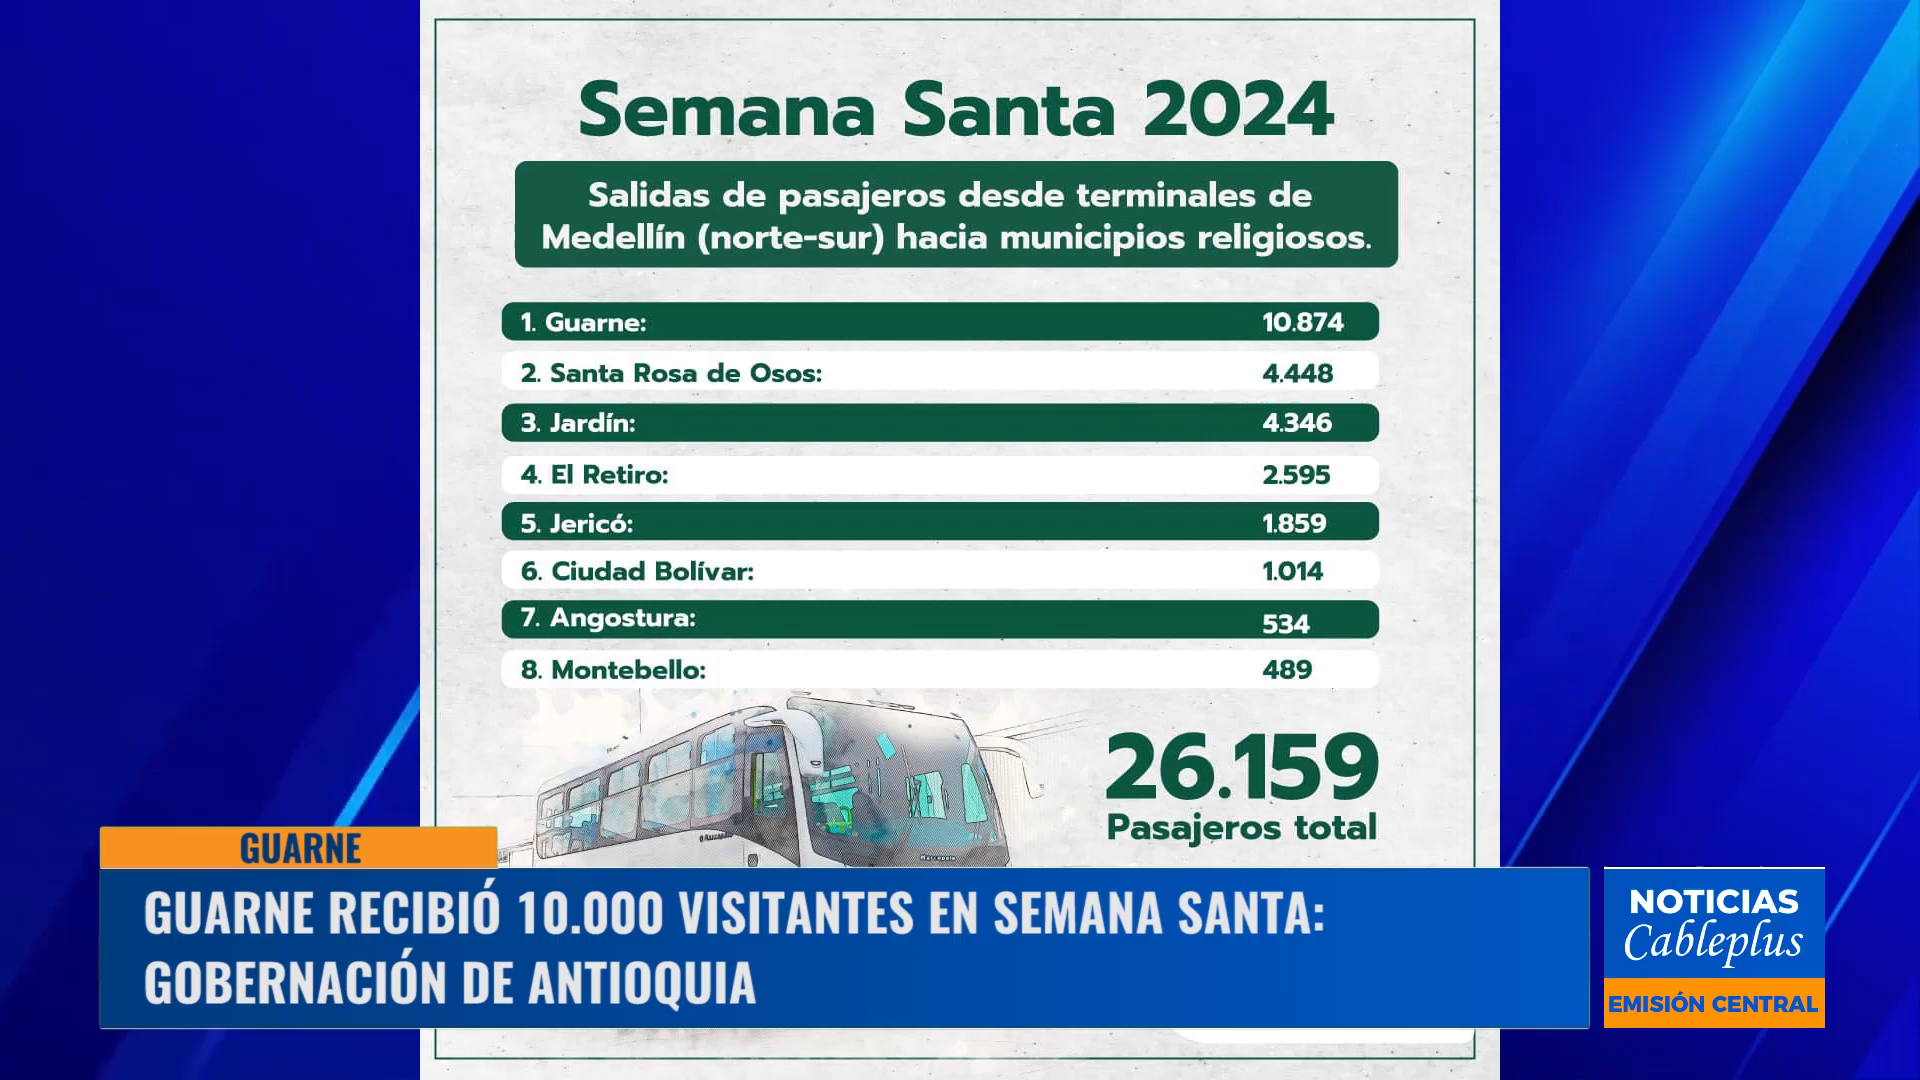 Semana Santa 2024
Salidas de pasajeros desde terminales de
Medellín (norte-sur) hacia municipios religiosos.
1. Guarne: 10.874
2. Santa Rosa de Osos: 4.448
3. Jardín: 4.346
4. El Retiro: 2.595
5. Jericó: 1.859
6. Ciudad Bolívar: 1.014
7. Angostura: 534
8. Montebello: 489
26.159
Pasajeros total
GUARNE
GUARNE RECIBIÓ 10.000 VISITANTES EN SEMANA SANTA:
GOBERNACIÓN DE ANTIOQUIA
NOTICIAS
Cableplus
EMISIÓN CENTRAL